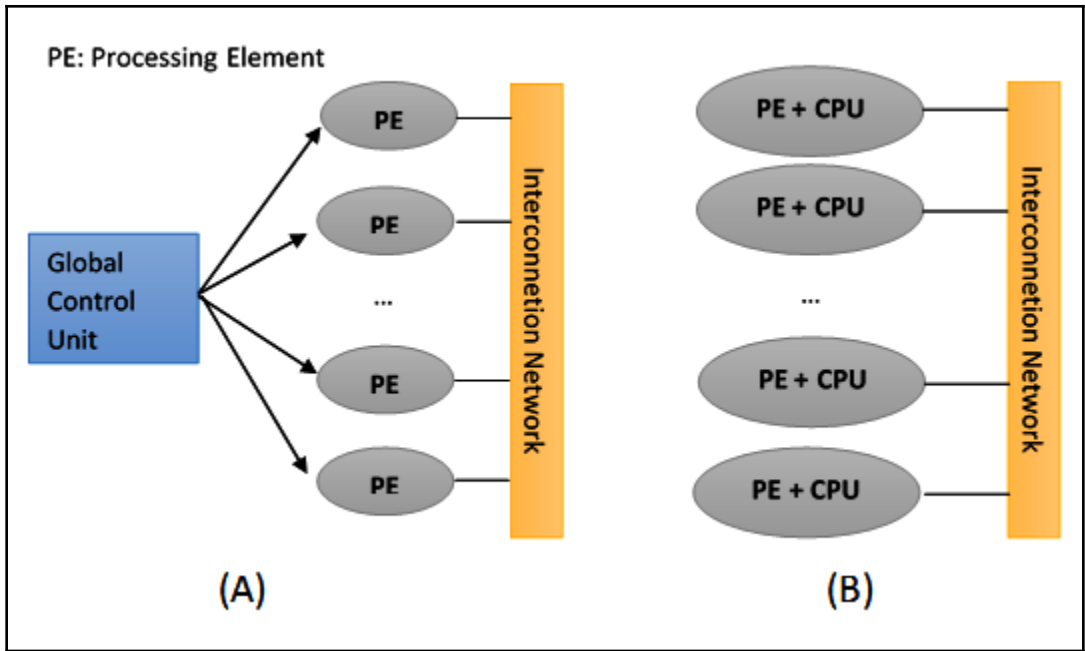 PE: Processing Element
Global
Control
Unit
PE
PE
...
PE
PE
Interconnetion Network
(A)
PE + CPU
PE + CPU
...
PE + CPU
PE + CPU
Interconnetion Network
(B)